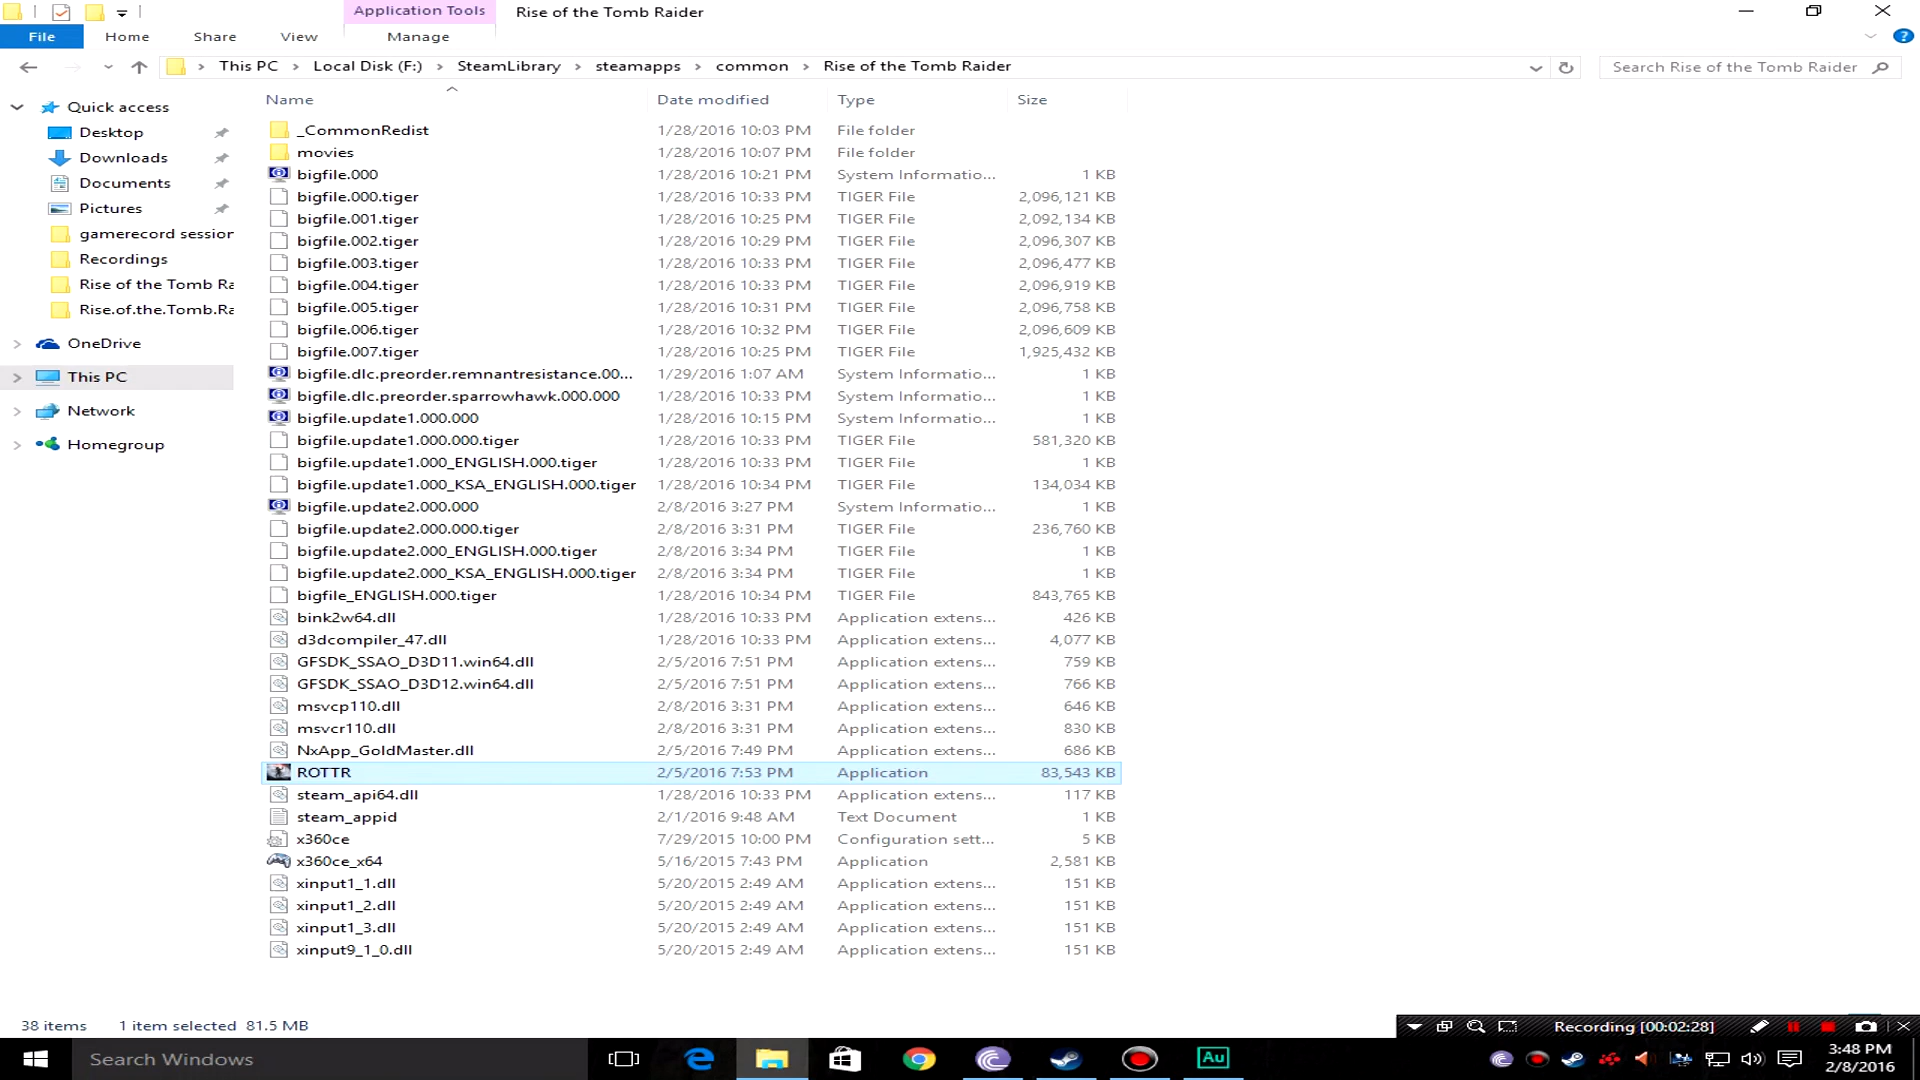 Application Tools Rise of the Tomb Raider
File Home Share View Manage
This PC Local Disk (F:) SteamLibrary steamapps common Rise of the Tomb Raider Search Rise of the Tomb Raider
Quick access
Desktop
Downloads
Documents
Pictures
gamerecord session
Recordings
Rise of the Tomb Ra
Rise.of.the.Tomb.Ra
OneDrive
This PC
Network
Homegroup
Name Date modified Type Size
_CommonRedist 1/28/2016 10:03 PM File folder
movies 1/28/2016 10:07 PM File folder
bigfile.000 1/28/2016 10:21 PM System Informatio... 1 KB
bigfile.000.tiger 1/28/2016 10:33 PM TIGER File 2,096,121 KB
bigfile.001.tiger 1/28/2016 10:25 PM TIGER File 2,092,134 KB
bigfile.002.tiger 1/28/2016 10:29 PM TIGER File 2,096,307 KB
bigfile.003.tiger 1/28/2016 10:33 PM TIGER File 2,096,477 KB
bigfile.004.tiger 1/28/2016 10:33 PM TIGER File 2,096,919 KB
bigfile.005.tiger 1/28/2016 10:31 PM TIGER File 2,096,758 KB
bigfile.006.tiger 1/28/2016 10:32 PM TIGER File 2,096,609 KB
bigfile.007.tiger 1/28/2016 10:25 PM TIGER File 1,925,432 KB
bigfile.dlc.preorder.remnantresistance.00... 1/29/2016 1:07 AM System Informatio... 1 KB
bigfile.dlc.preorder.sparrowhawk.000.000 1/28/2016 10:33 PM System Informatio... 1 KB
bigfile.update1.000.000 1/28/2016 10:15 PM System Informatio... 1 KB
bigfile.update1.000.000.tiger 1/28/2016 10:33 PM TIGER File 581,320 KB
bigfile.update1.000_ENGLISH.000.tiger 1/28/2016 10:33 PM TIGER File 1 KB
bigfile.update1.000_KSA_ENGLISH.000.tiger 1/28/2016 10:34 PM TIGER File 134,034 KB
bigfile.update2.000.000 2/8/2016 3:27 PM System Informatio... 1 KB
bigfile.update2.000.000.tiger 2/8/2016 3:31 PM TIGER File 236,760 KB
bigfile.update2.000_ENGLISH.000.tiger 2/8/2016 3:34 PM TIGER File 1 KB
bigfile.update2.000_KSA_ENGLISH.000.tiger 2/8/2016 3:34 PM TIGER File 1 KB
bigfile_ENGLISH.000.tiger 1/28/2016 10:34 PM TIGER File 843,765 KB
bink2w64.dll 1/28/2016 10:33 PM Application extens... 426 KB
d3dcompiler_47.dll 1/28/2016 10:33 PM Application extens... 4,077 KB
GFSDK_SSAO_D3D11.win64.dll 2/5/2016 7:51 PM Application extens... 759 KB
GFSDK_SSAO_D3D12.win64.dll 2/5/2016 7:51 PM Application extens... 766 KB
msvcp110.dll 2/8/2016 3:31 PM Application extens... 646 KB
msvcr110.dll 2/8/2016 3:31 PM Application extens... 830 KB
NxApp_GoldMaster.dll 2/5/2016 7:49 PM Application extens... 686 KB
ROTTR 2/5/2016 7:53 PM Application 83,543 KB
steam_api64.dll 1/28/2016 10:33 PM Application extens... 117 KB
steam_appid 2/1/2016 9:48 AM Text Document 1 KB
x360ce 7/29/2015 10:00 PM Configuration sett... 5 KB
x360ce_x64 5/16/2015 7:43 PM Application 2,581 KB
xinput1_1.dll 5/20/2015 2:49 AM Application extens... 151 KB
xinput1_2.dll 5/20/2015 2:49 AM Application extens... 151 KB
xinput1_3.dll 5/20/2015 2:49 AM Application extens... 151 KB
xinput9_1_0.dll 5/20/2015 2:49 AM Application extens... 151 KB
38 items 1 item selected 81.5 MB
Recording [00:02:28]
Search Windows Au 3:48 PM
2/8/2016